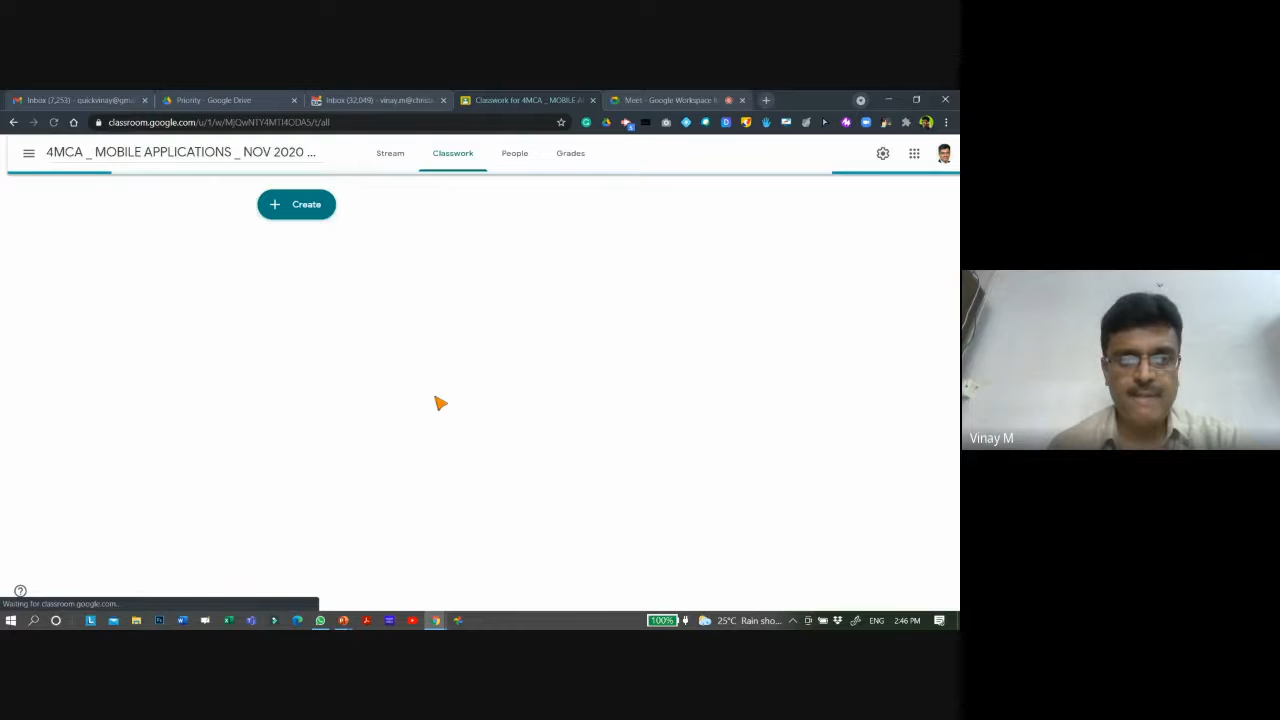 Inbox (7,253) - quickvinay@gma
Priority - Google Drive
Inbox (32,049) - vinay.m@christ
Classwork for 4MCA _ MOBILE A
Meet - Google Workspace
classroom.google.com/u/1/w/MjQwNTY4MTI4ODA5/t/all
4MCA _ MOBILE APPLICATIONS _ NOV 2020 ...
Stream
Classwork
People
Grades
Create
Vinay M
Waiting for classroom.google.com...
100%
25°C Rain sho...
ENG
2:46 PM